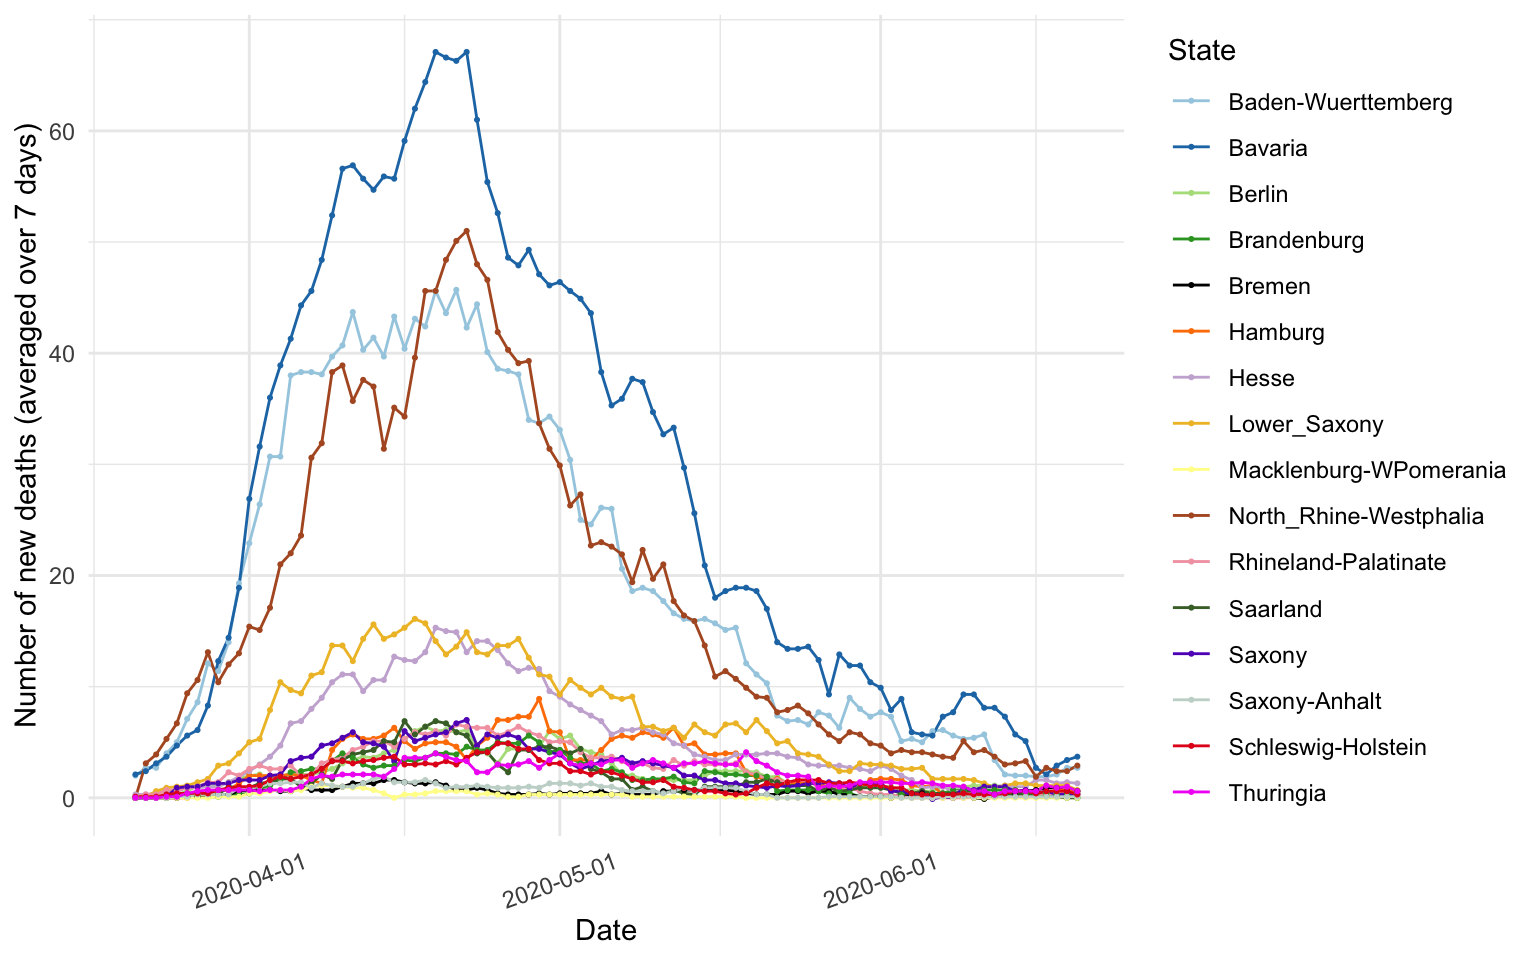 Number of new deaths (averaged over 7 days)
60
40
20
0
2020-04-01
2020-05-01
2020-06-01
Date
State
Baden-Wuerttemberg
Bavaria
Berlin
Brandenburg
Bremen
Hamburg
Hesse
Lower_Saxony
Macklenburg-WPomerania
North_Rhine-Westphalia
Rhineland-Palatinate
Saarland
Saxony
Saxony-Anhalt
Schleswig-Holstein
Thuringia